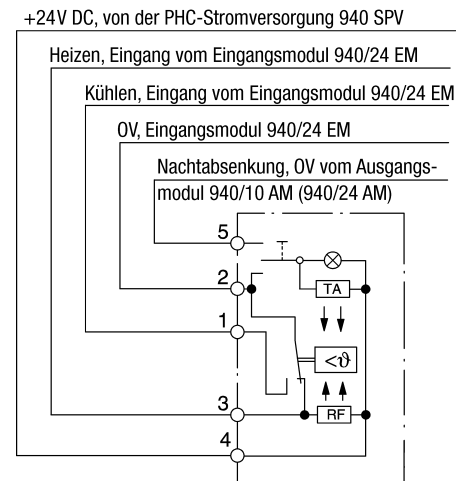 +24V DC, von der PHC-Stromversorgung 940 SPV
Heizen, Eingang vom Eingangsmodul 940/24 EM
Kühlen, Eingang vom Eingangsmodul 940/24 EM
OV, Eingangsmodul 940/24 EM
Nachtabsenkung, OV vom Ausgangs-
modul 940/10 AM (940/24 AM)
5
2
TA
1
<ϑ
3
RF
4